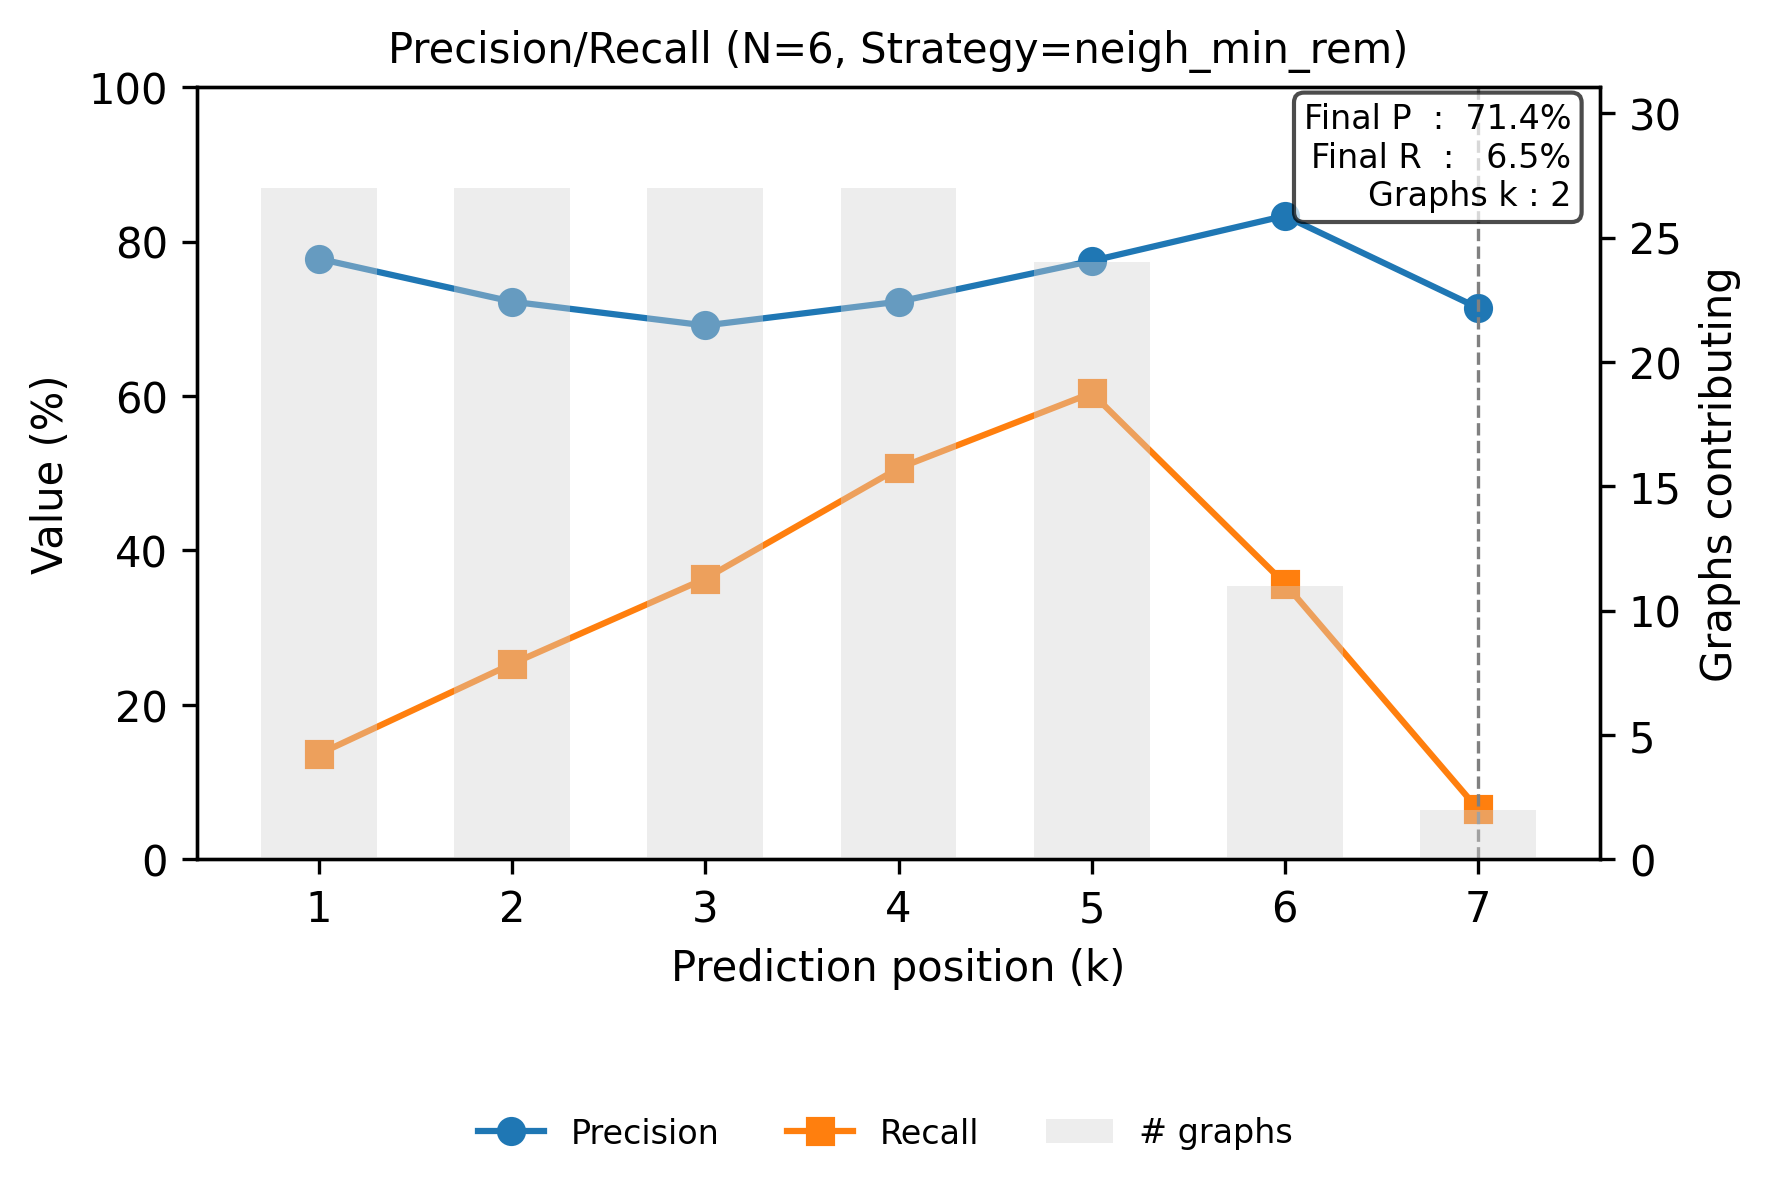 Precision/Recall (N=6, Strategy=neigh_min_rem)
Final P : 71.4%
Final R : 6.5%
Graphs k : 2
Value (%)
100
80
60
40
20
0
30
25
20
15
10
5
0
Graphs contributing
1 2 3 4 5 6 7
Prediction position (k)
Precision Recall # graphs